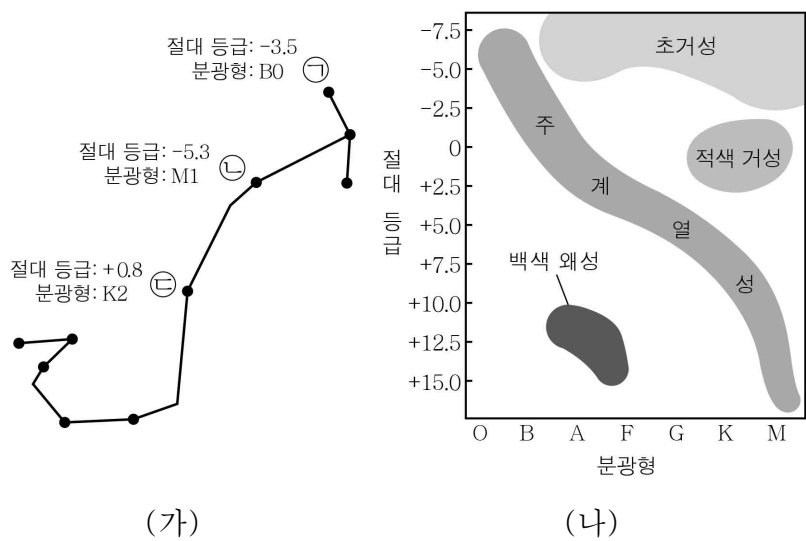 절대 등급: -3.5
분광형: B0
㉠
절대 등급: -5.3
분광형: M1
㉡
절대 등급: +0.8
분광형: K2
㉢
(가)
절대 등급
-7.5
-5.0
-2.5
0
+2.5
+5.0
+7.5
+10.0
+12.5
+15.0
초거성
적색 거성
주계열성
백색 왜성
O B A F G K M
분광형
(나)